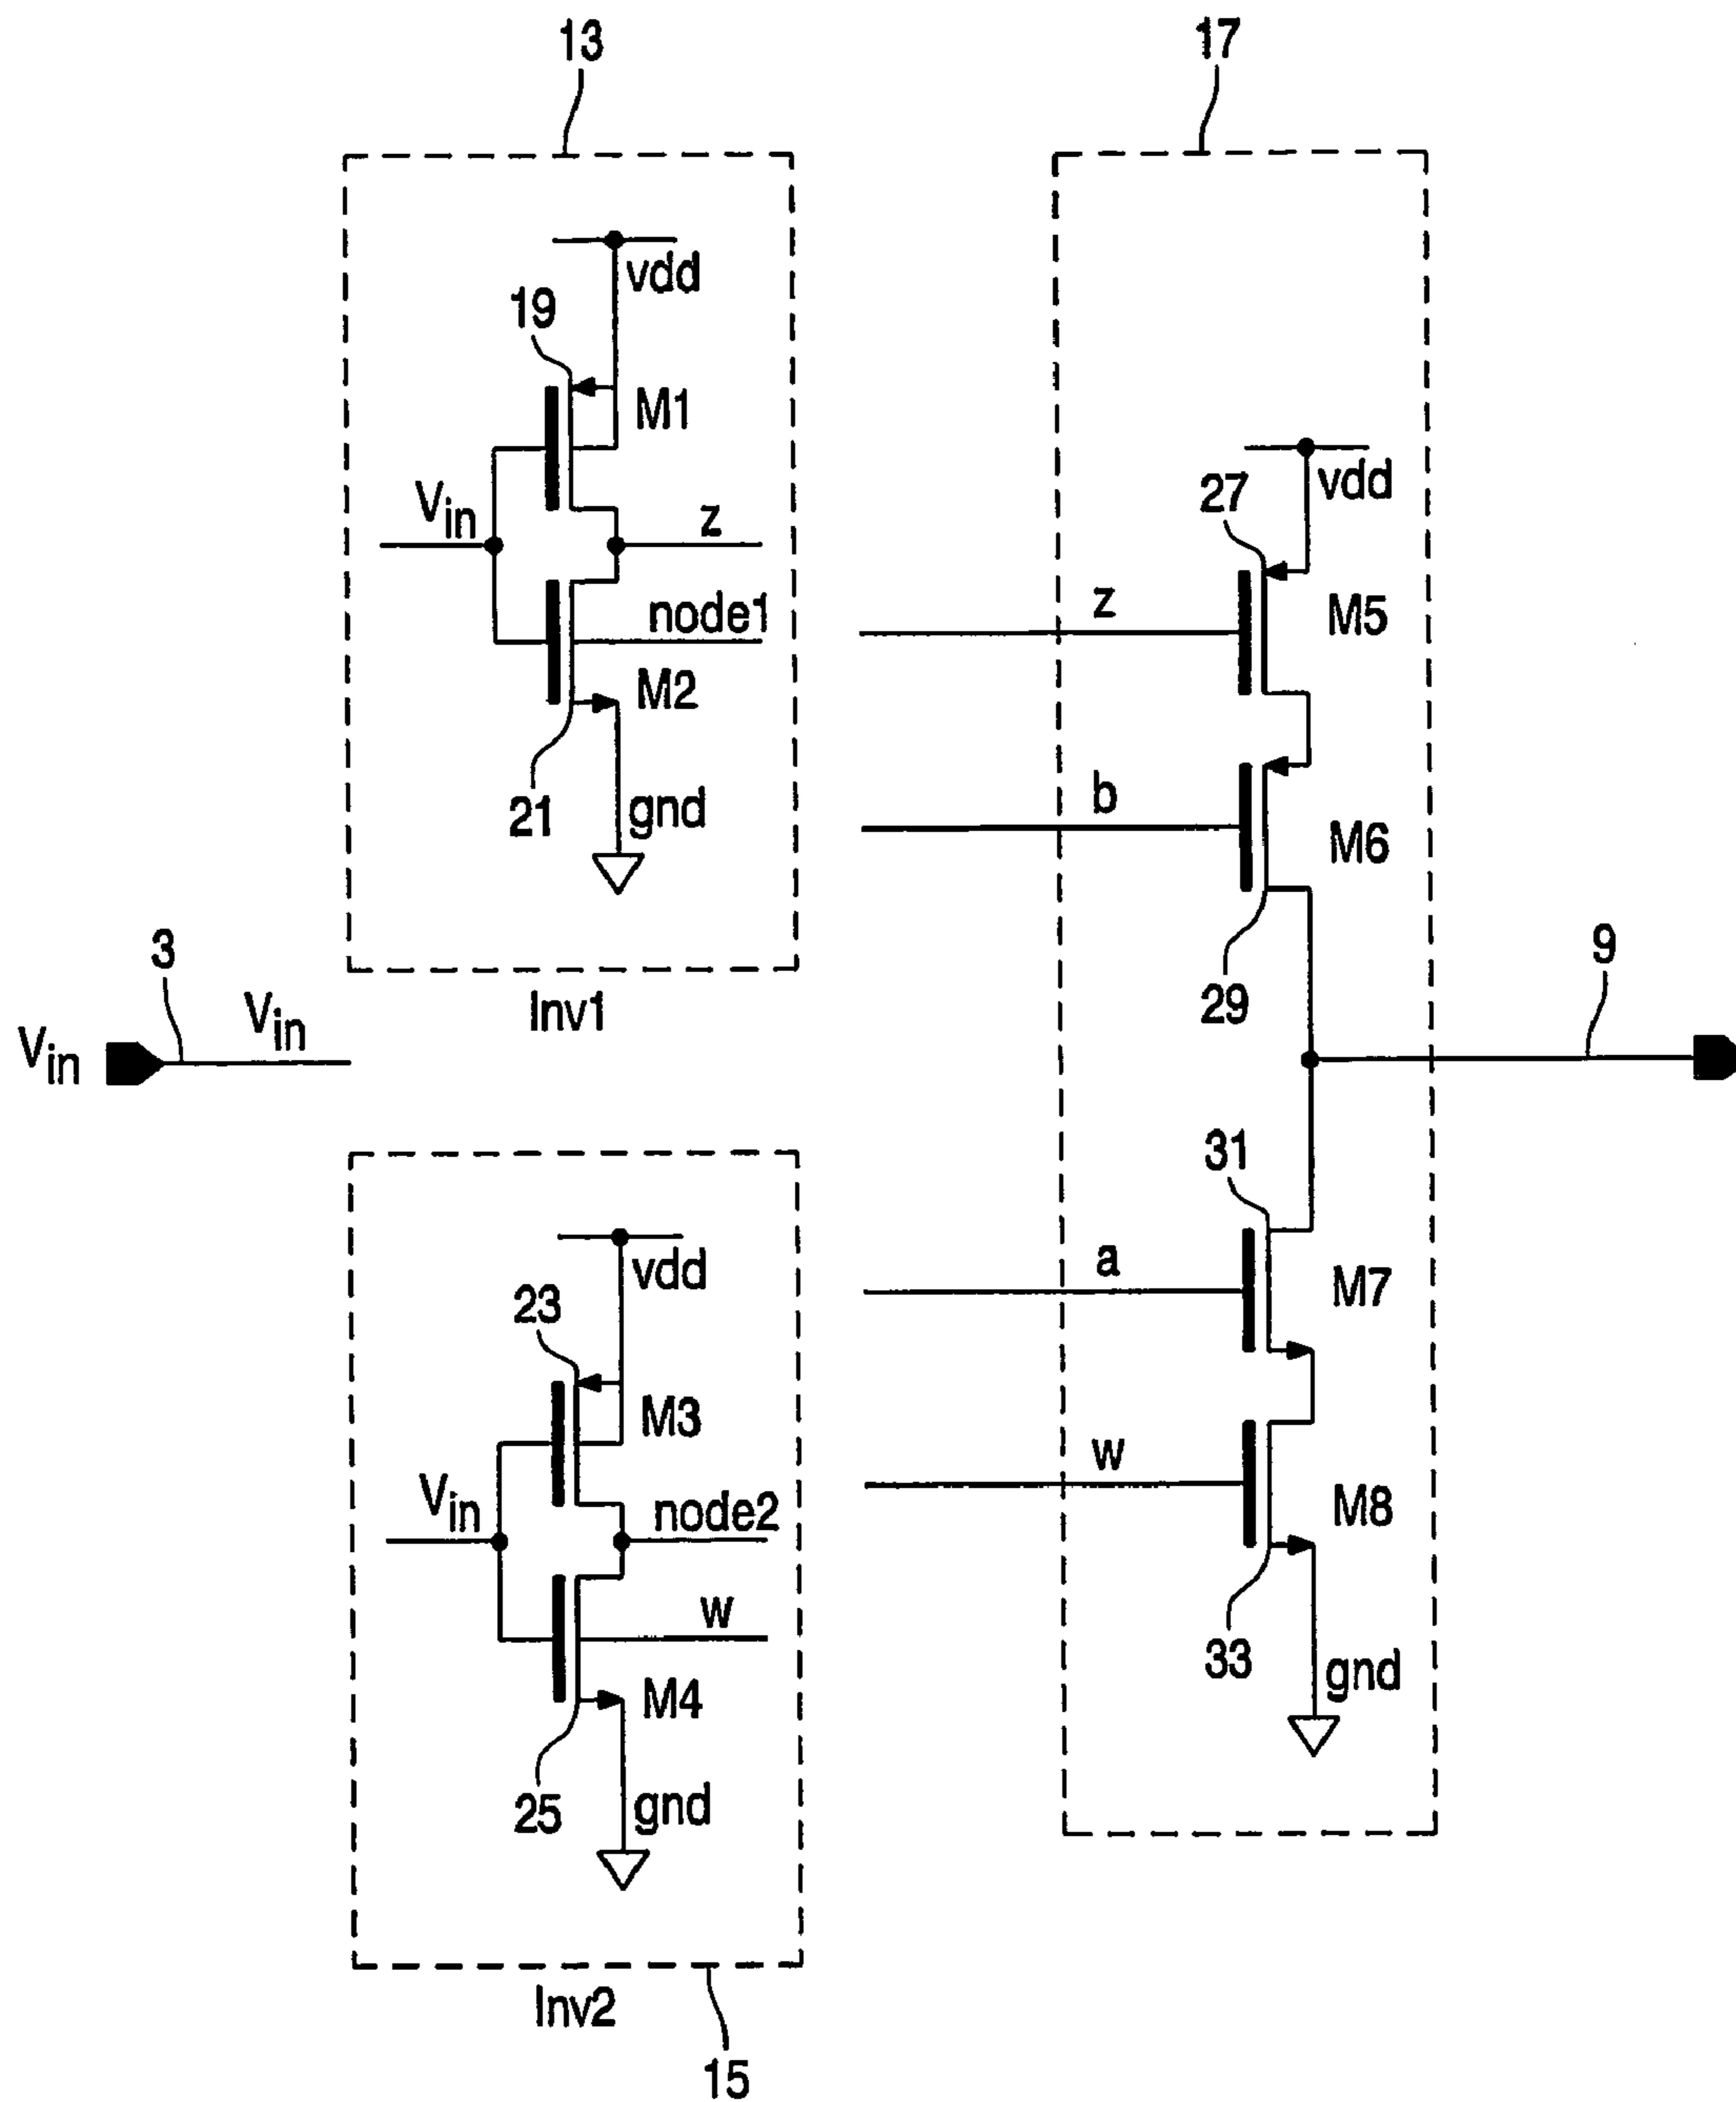 13
17
vdd
19
M1
Vin
z
node1
M2
21
gnd
Inv1
vdd
27
M5
z
b
M6
29
3
Vin
Vin
9
31
a
M7
w
M8
33
gnd
vdd
23
M3
Vin
node2
w
M4
25
gnd
Inv2
15